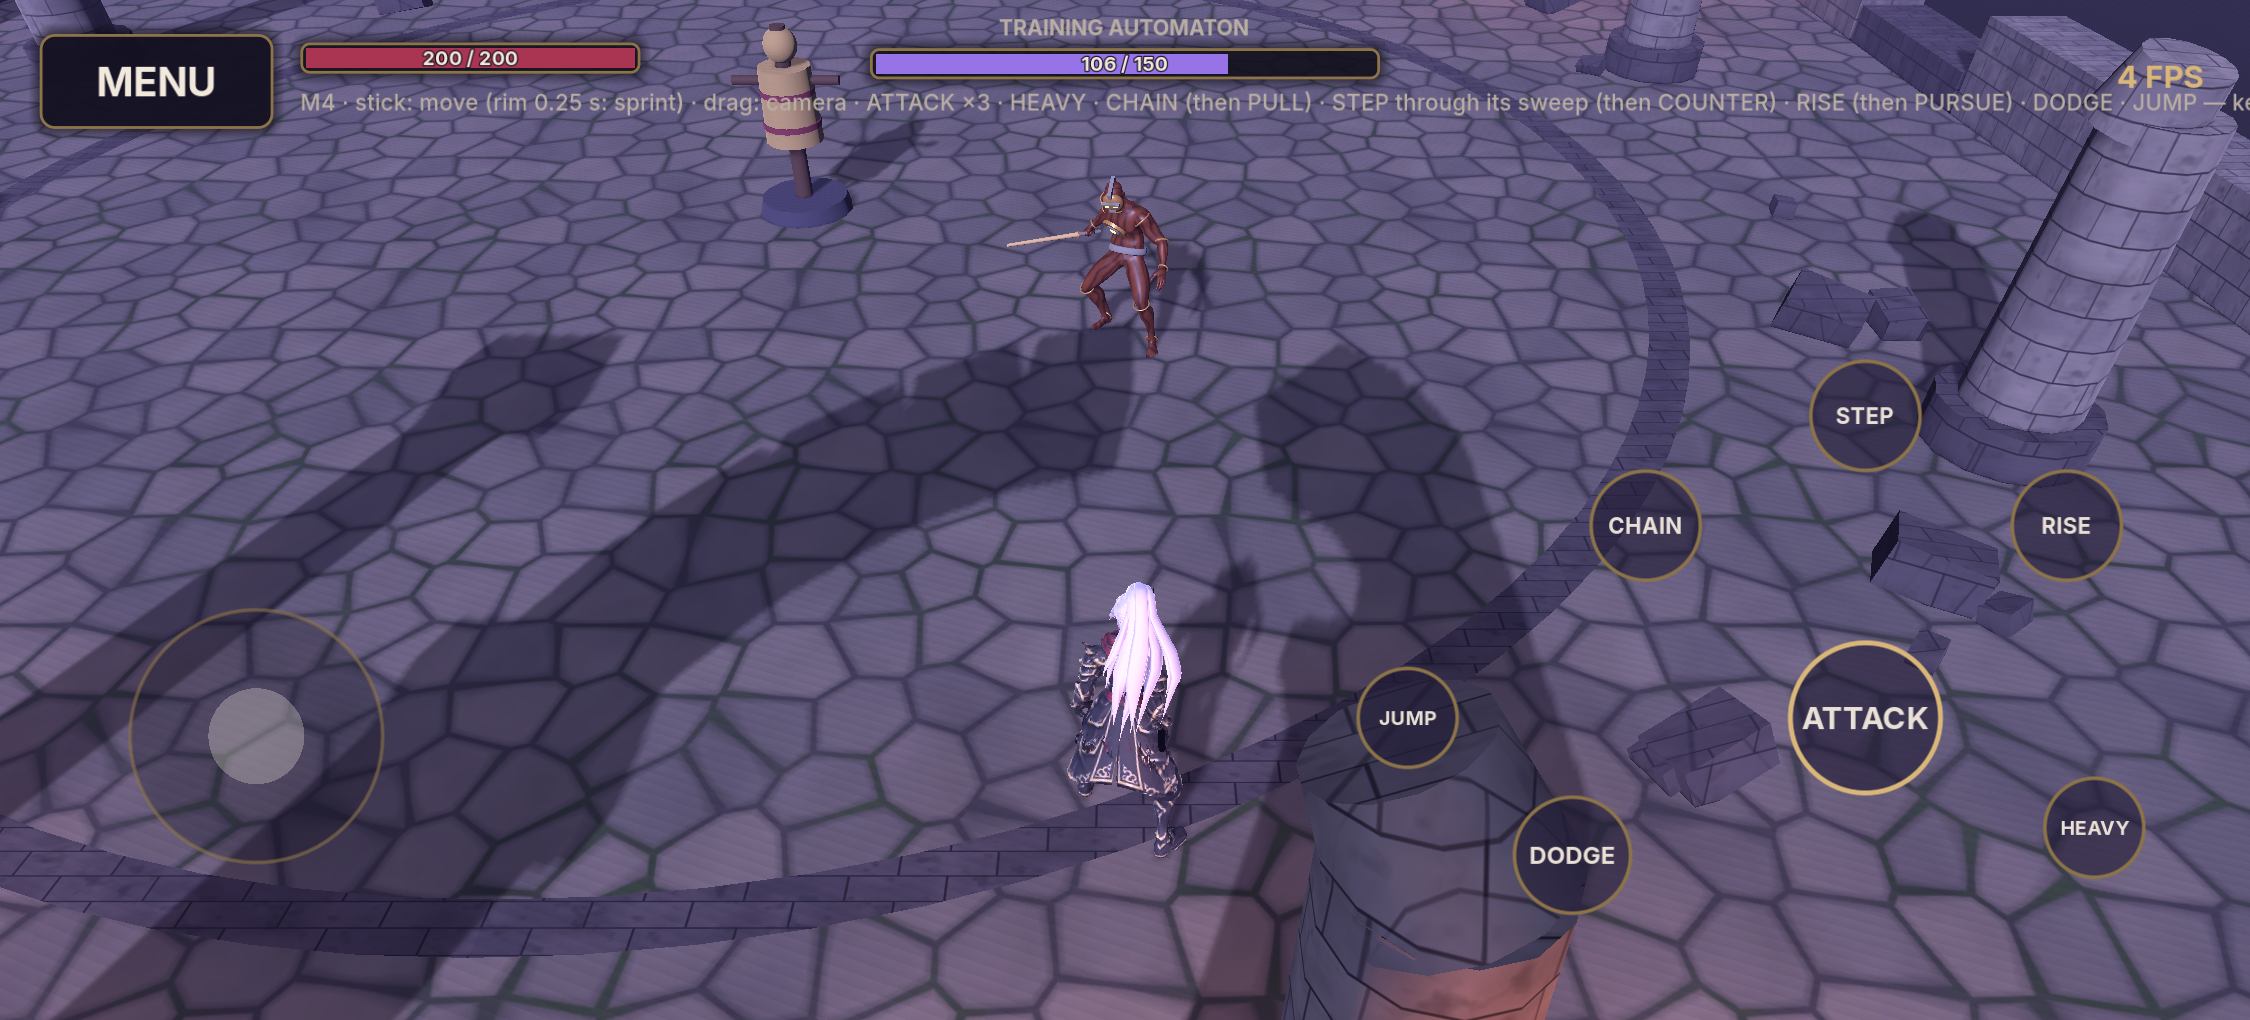 TRAINING AUTOMATON
MENU
200 / 200
106 / 150
4 FPS
M4 · stick: move (rim 0.25 s: sprint) · drag: camera · ATTACK ×3 · HEAVY · CHAIN (then PULL) · STEP through its sweep (then COUNTER) · RISE (then PURSUE) · DODGE · JUMP — ke
STEP
CHAIN
RISE
JUMP
ATTACK
HEAVY
DODGE